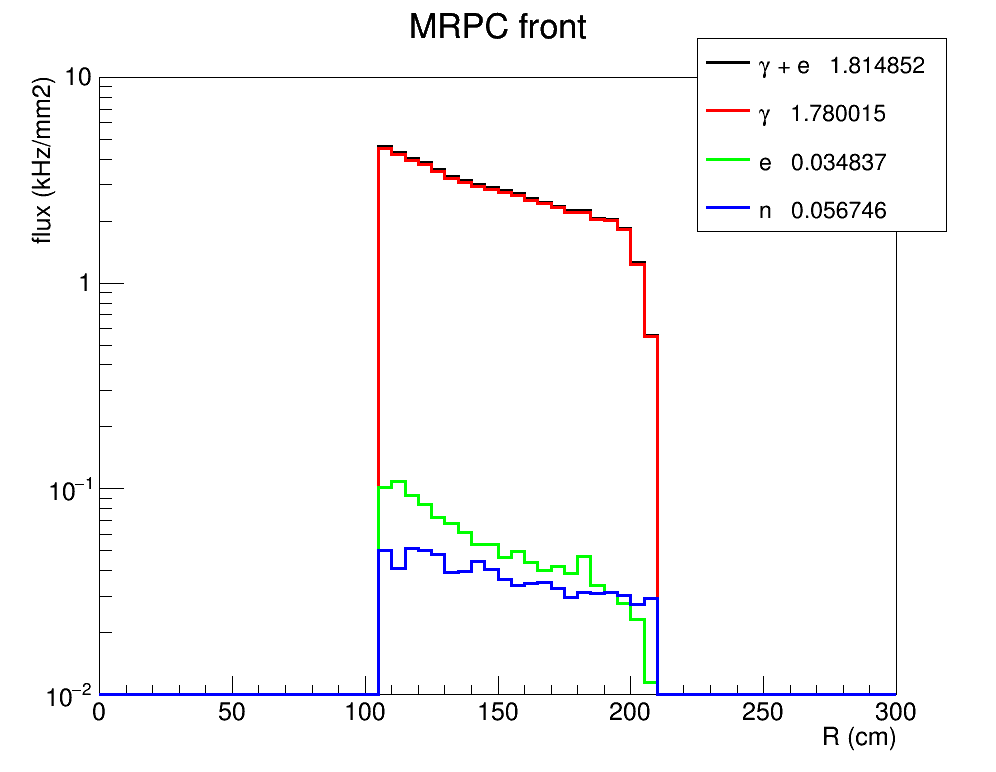 MRPC front
γ + e 1.814852
γ 1.780015
e 0.034837
n 0.056746
flux (kHz/mm2)
10
1
10⁻¹
10⁻²
0 50 100 150 200 250 300
R (cm)